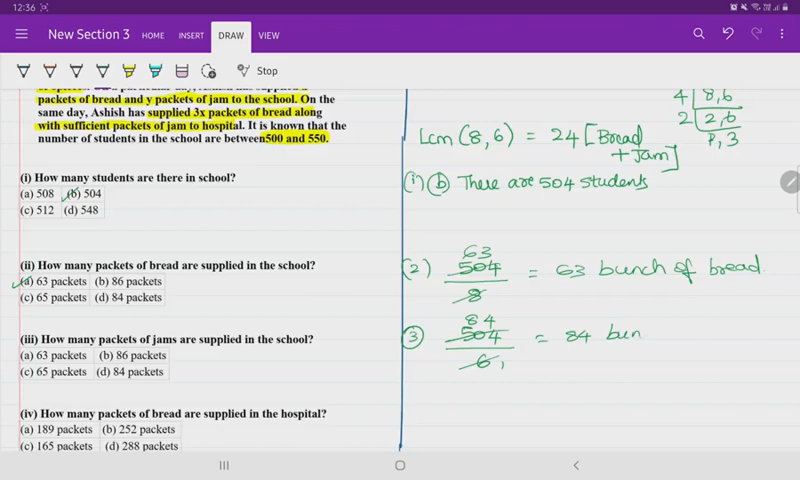 12:36
New Section 3 HOME INSERT DRAW VIEW
Stop
packets of bread and y packets of jam to the school. On the
same day, Ashish has supplied 3x packets of bread along
with sufficient packets of jam to hospital. It is known that the
number of students in the school are between500 and 550.
(i) How many students are there in school?
(a) 508 (b) 504
(c) 512 (d) 548
(ii) How many packets of bread are supplied in the school?
(a) 63 packets (b) 86 packets
(c) 65 packets (d) 84 packets
(iii) How many packets of jams are supplied in the school?
(a) 63 packets (b) 86 packets
(c) 65 packets (d) 84 packets
(iv) How many packets of bread are supplied in the hospital?
(a) 189 packets (b) 252 packets
(c) 165 packets (d) 288 packets
4 8,6
2 2,6
3
Lcm (8,6) = 24 [Bread
+ Jam]
(i) (b) There are 504 students
63
(2) 504 = 63 bunch of bread
8
84
3 504 = 84 bun
6